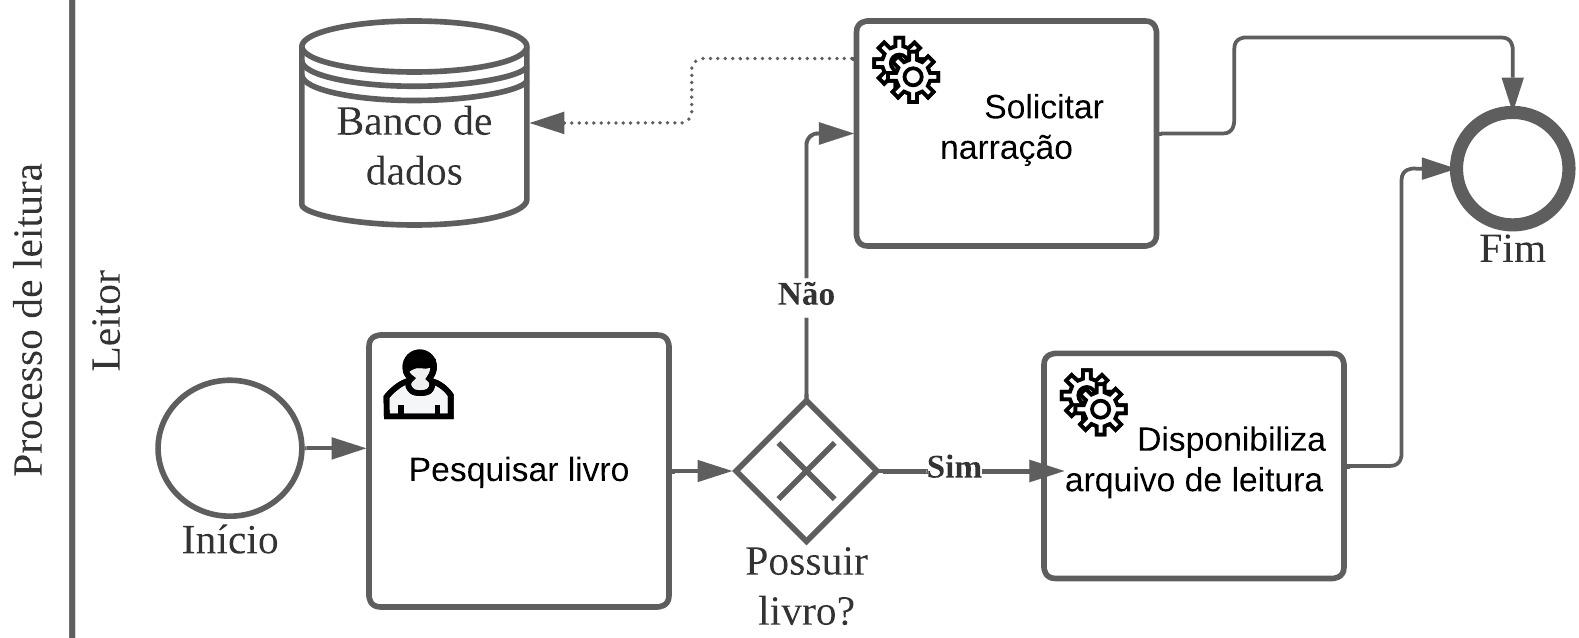 Processo de leitura
Leitor
Banco de
dados
Solicitar
narração
Fim
Não
Início
Pesquisar livro
Possuir
livro?
Sim
Disponibiliza
arquivo de leitura